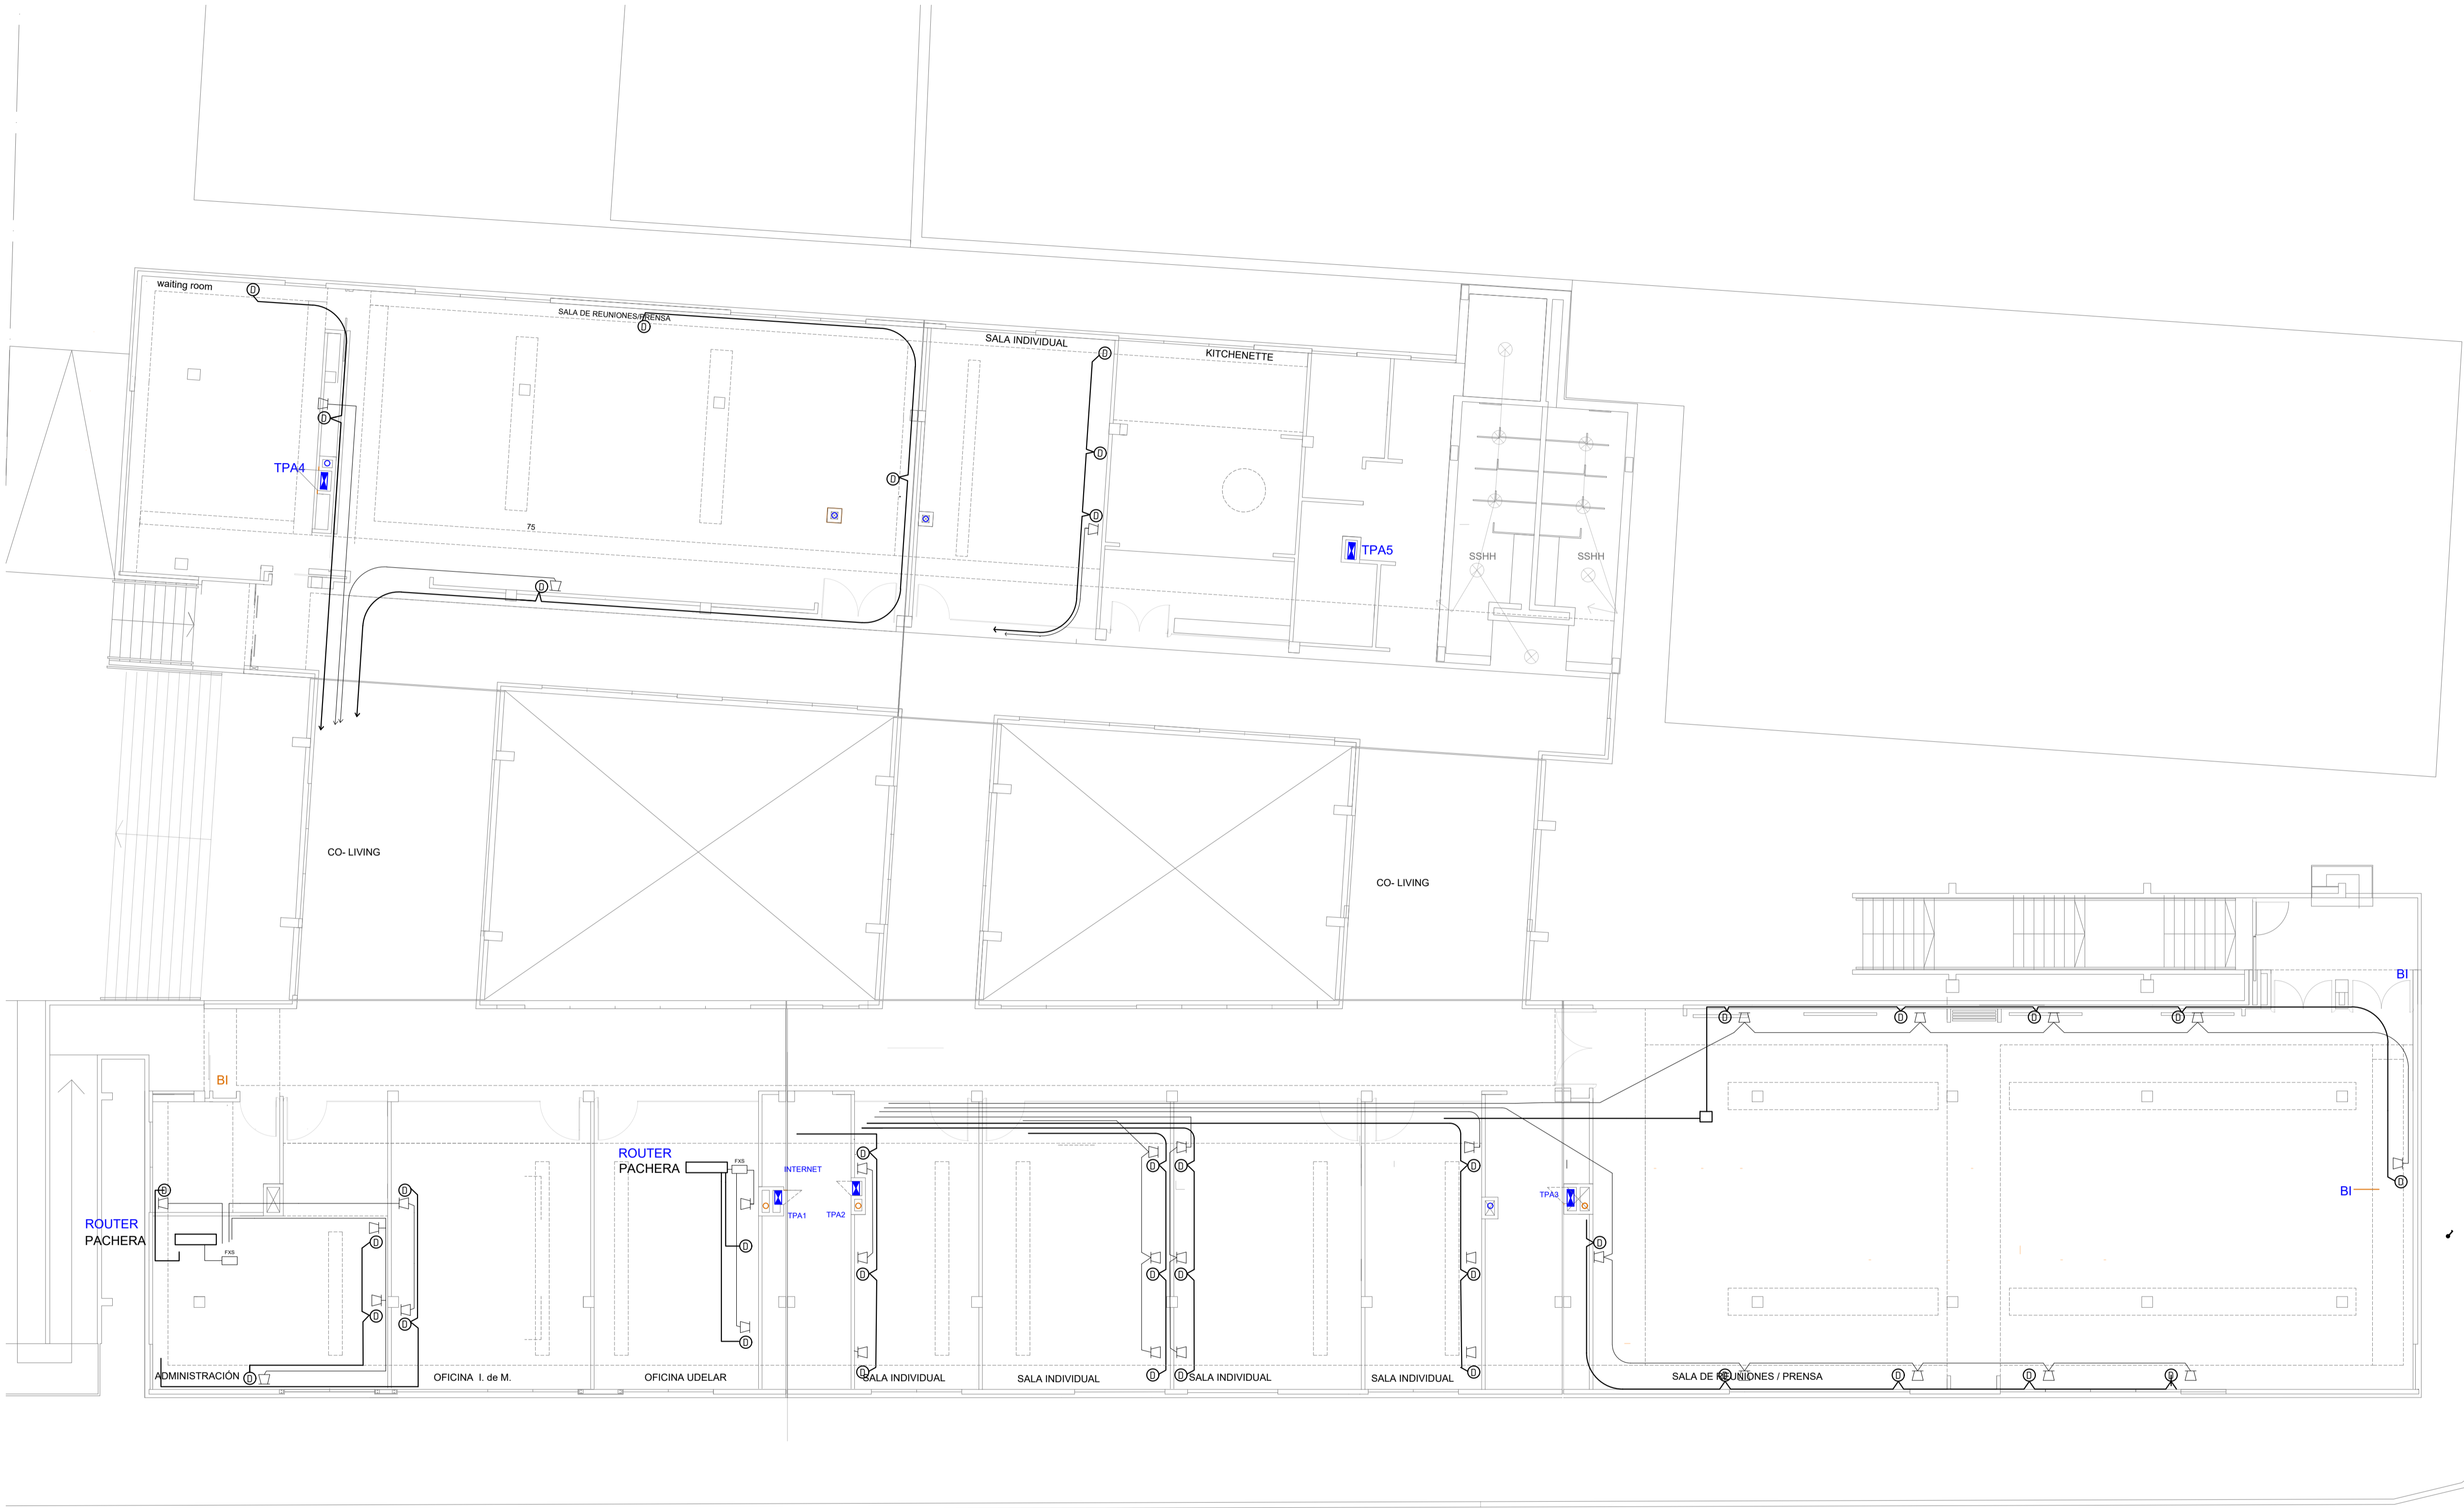 waiting room
SALA DE REUNIONES/PRENSA
SALA INDIVIDUAL
KITCHENETTE
D
D
D
D
D
TPA4
D
D
D
75
TPA5
SSHH
SSHH
D
CO- LIVING
CO- LIVING
BI
D
D
D
D
BI
ROUTER
PACHERA
FXS
INTERNET
D
D
D
D
D
D
D
TPA1
TPA2
TPA3
BI
ROUTER
PACHERA
FXS
D
D
D
D
D
D
D
D
D
D
D
D
ADMINISTRACIÓN
D
OFICINA I. de M.
OFICINA UDELAR
D
SALA INDIVIDUAL
SALA INDIVIDUAL
D
D
SALA INDIVIDUAL
SALA INDIVIDUAL
D
SALA DE REUNIONES / PRENSA
D
D
D
D